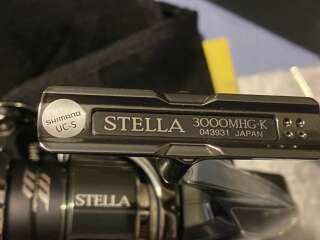 SHIMANO
UC-S
STELLA 3000MHG-K
043931 JAPAN
STELLA